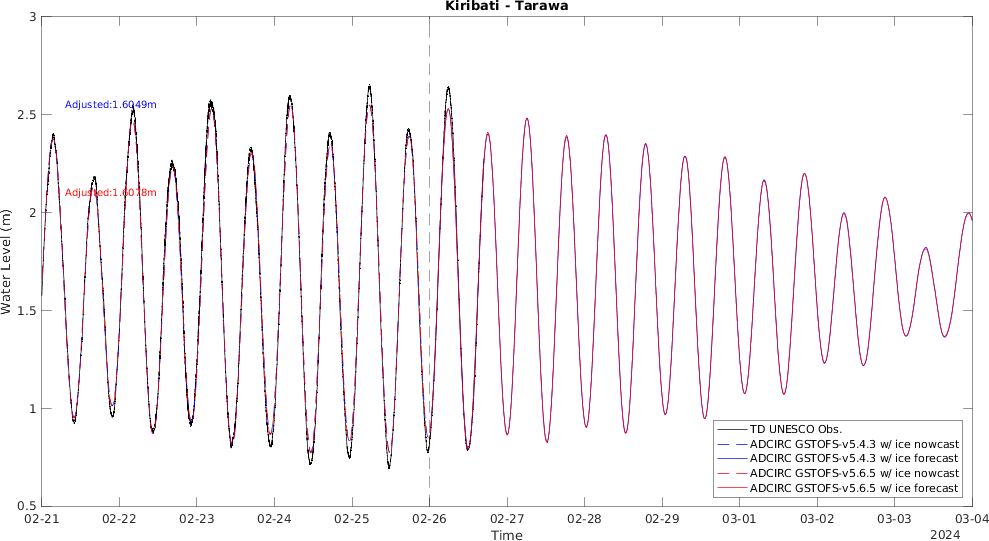 Kiribati - Tarawa
Water Level (m)
3
2.5
2
1.5
1
0.5
Adjusted:1.6049m
Adjusted:1.6078m
TD UNESCO Obs.
ADCIRC GSTOFS-v5.4.3 w/ ice nowcast
ADCIRC GSTOFS-v5.4.3 w/ ice forecast
ADCIRC GSTOFS-v5.6.5 w/ ice nowcast
ADCIRC GSTOFS-v5.6.5 w/ ice forecast
02-21 02-22 02-23 02-24 02-25 02-26 02-27 02-28 02-29 03-01 03-02 03-03 03-04
Time
2024